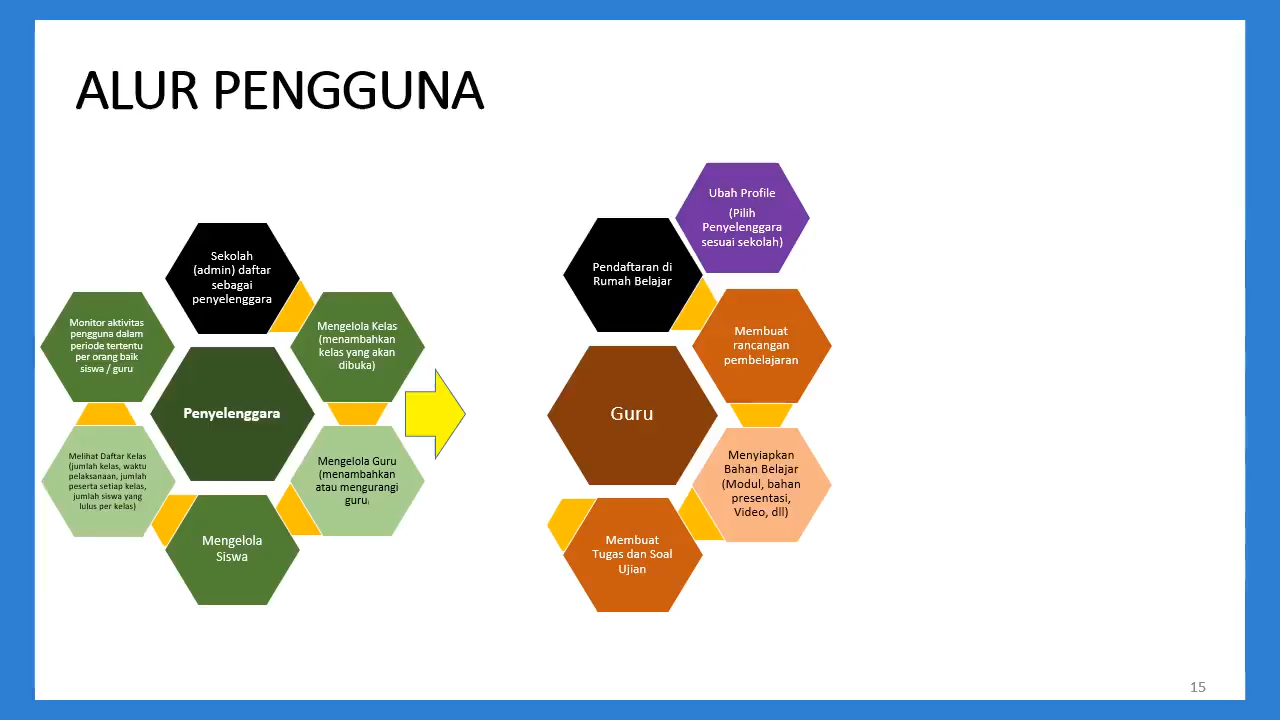 ALUR PENGGUNA
Sekolah
(admin) daftar
sebagai
penyelenggara
Mengelola Kelas
(menambahkan
kelas yang akan
dibuka)
Mengelola Guru
(menambahkan
atau mengurangi
guru)
Mengelola
Siswa
Melihat Daftar Kelas
(jumlah kelas, waktu
pelaksanaan, jumlah
peserta setiap kelas,
jumlah siswa yang
lulus per kelas)
Monitor aktivitas
pengguna dalam
periode tertentu
per orang baik
siswa / guru
Penyelenggara
Ubah Profile
(Pilih
Penyelenggara
sesuai sekolah)
Pendaftaran di
Rumah Belajar
Membuat
rancangan
pembelajaran
Menyiapkan
Bahan Belajar
(Modul, bahan
presentasi,
Video, dll)
Membuat
Tugas dan Soal
Ujian
Guru
15